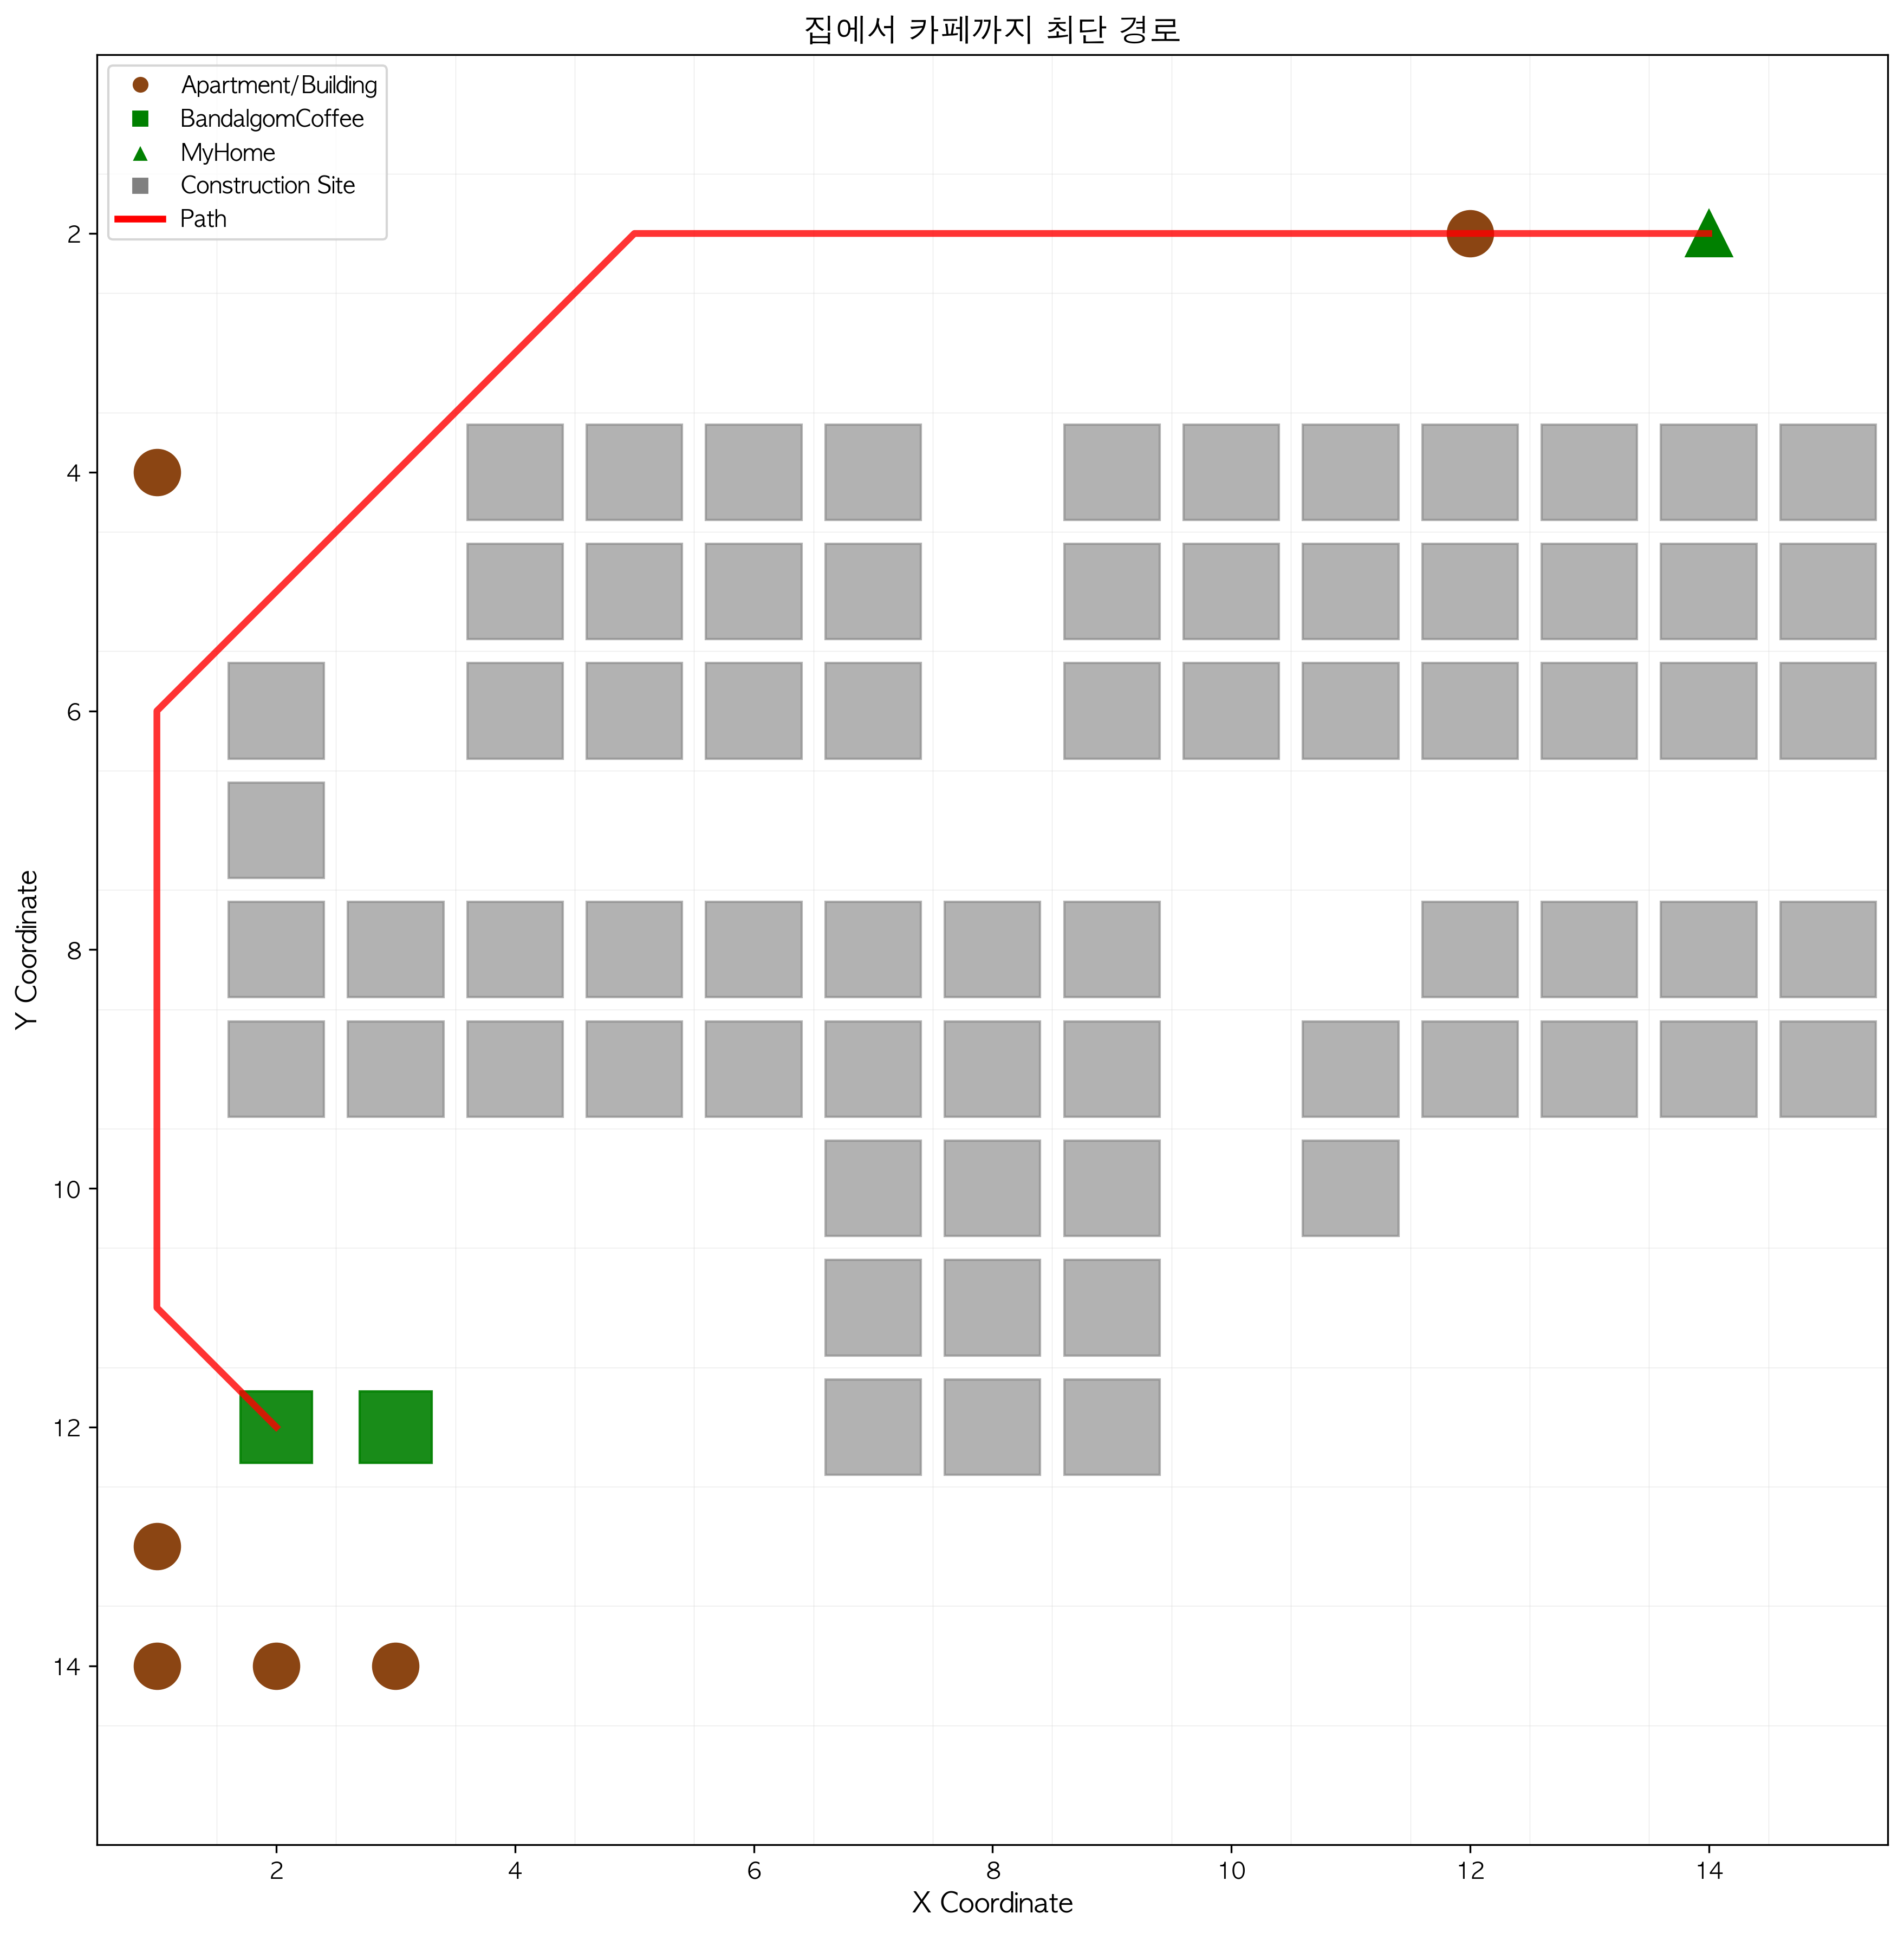 집에서 카페까지 최단 경로
Apartment/Building
BandalgomCoffee
MyHome
Construction Site
Path
2
4
6
8
10
12
14
Y Coordinate
2
4
6
8
10
12
14
X Coordinate